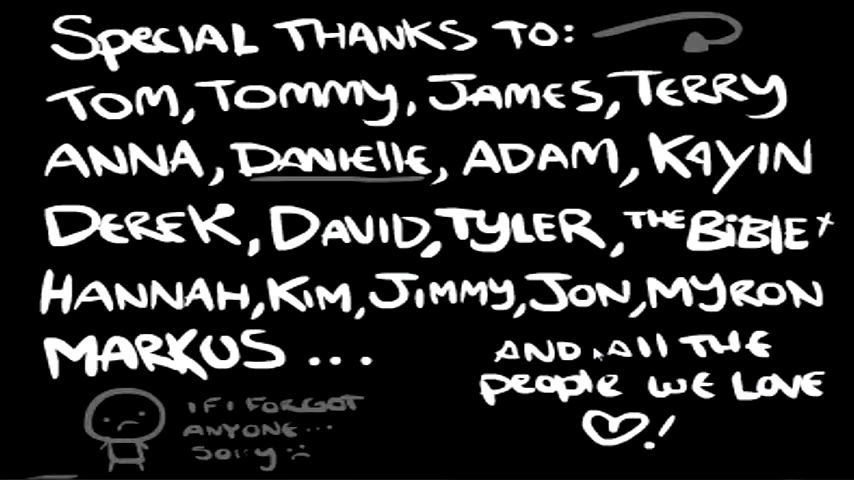 Special THANKS TO:
TOM, TOMMY, JAMES, TERRY
ANNA, DANIELLE, ADAM, KAYIN
DEREK, DAVID, TYLER, THE BiBLE
HANNAH, KiM, JiMMY, JON, MYRON
MARKUS ...
AND ALL THE
people WE LOVE
♡!
IF I FORGOT
ANYONE...
Sorry :(